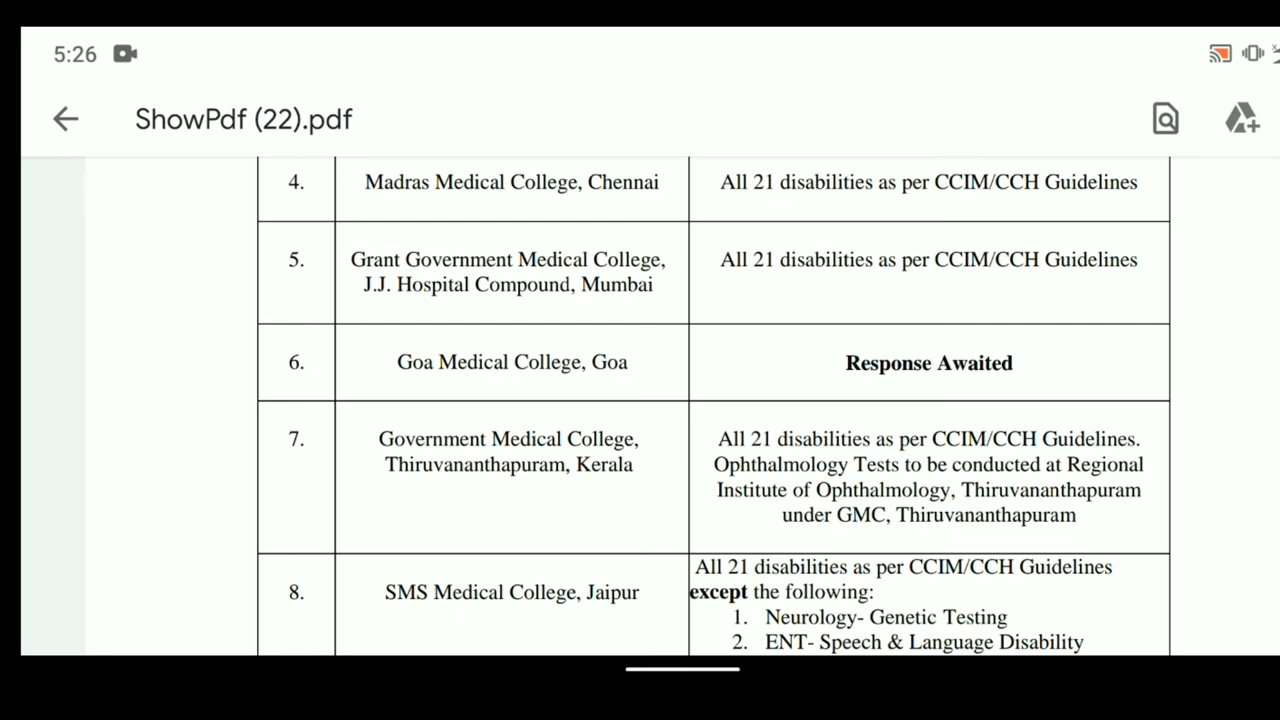 5:26
ShowPdf (22).pdf
4. Madras Medical College, Chennai All 21 disabilities as per CCIM/CCH Guidelines
5. Grant Government Medical College, J.J. Hospital Compound, Mumbai All 21 disabilities as per CCIM/CCH Guidelines
6. Goa Medical College, Goa Response Awaited
7. Government Medical College, Thiruvananthapuram, Kerala
All 21 disabilities as per CCIM/CCH Guidelines.
Ophthalmology Tests to be conducted at Regional
Institute of Ophthalmology, Thiruvananthapuram
under GMC, Thiruvananthapuram
8. SMS Medical College, Jaipur
All 21 disabilities as per CCIM/CCH Guidelines
except the following:
1. Neurology- Genetic Testing
2. ENT- Speech & Language Disability